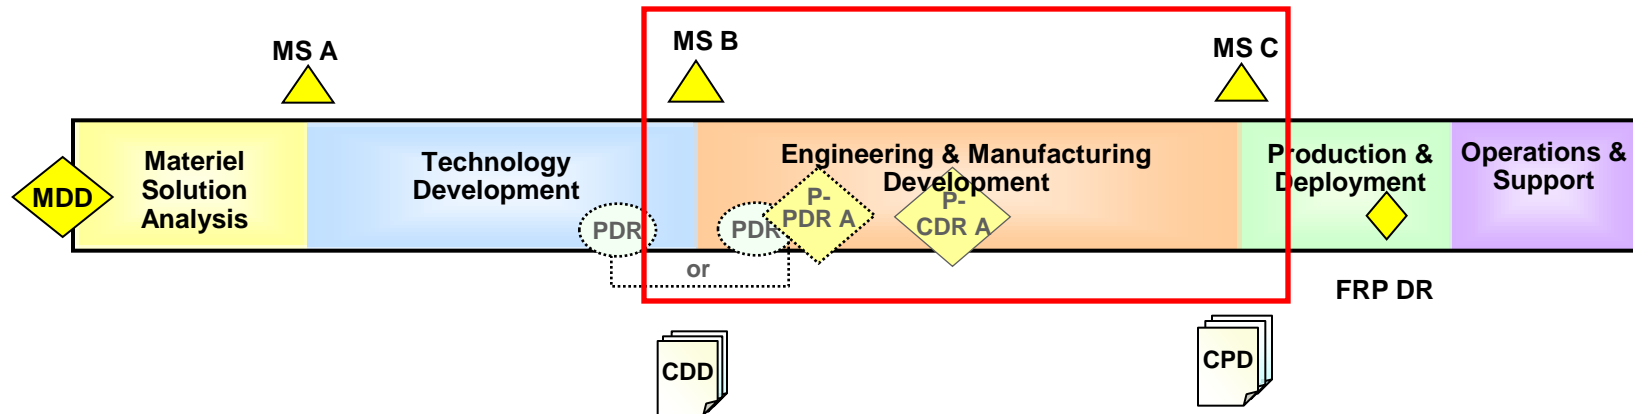 MS A
MS B
MS C
MDD
Materiel
Solution
Analysis
Technology
Development
Engineering & Manufacturing
Development
Production &
Deployment
Operations &
Support
PDR
or
PDR
P-
PDR A
P-
CDR A
FRP DR
CDD
CPD